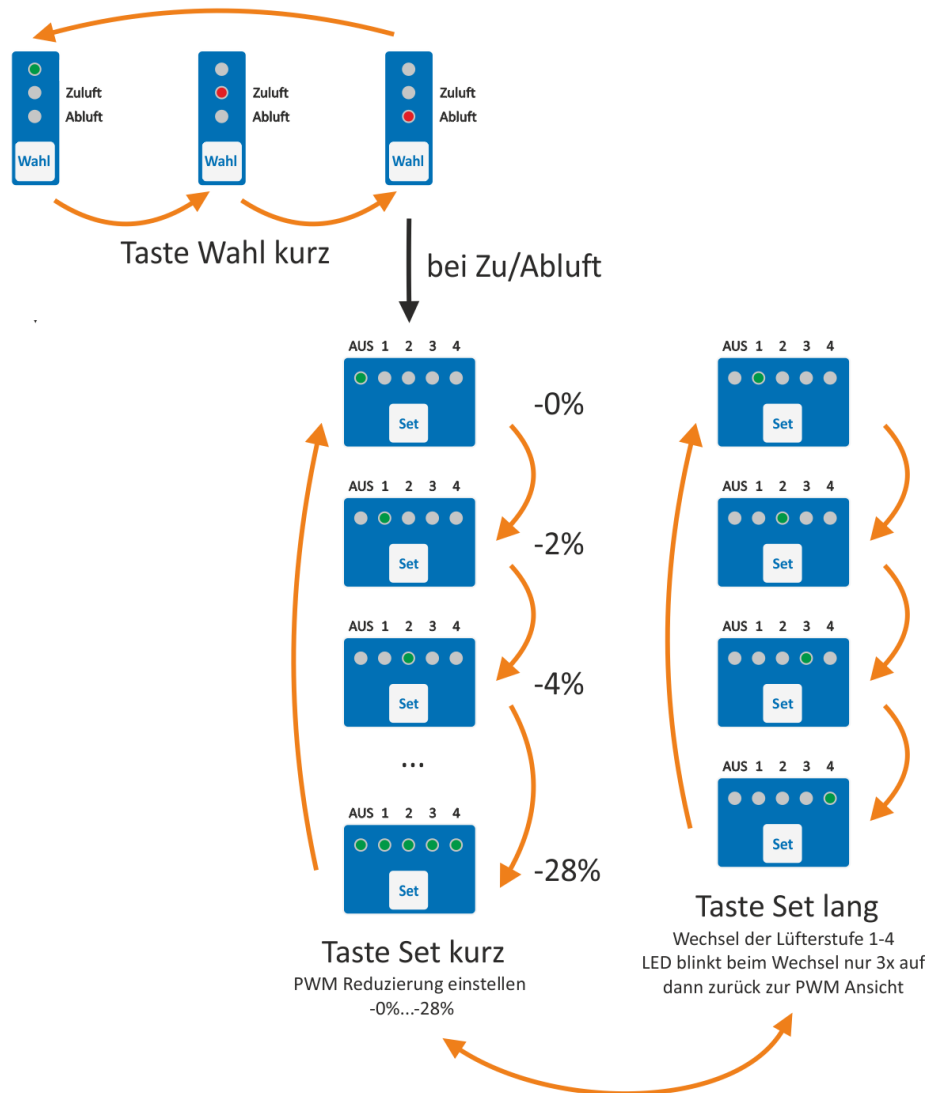 Zuluft
Abluft
Wahl
Zuluft
Abluft
Wahl
Zuluft
Abluft
Wahl
Taste Wahl kurz
bei Zu/Abluft
AUS 1 2 3 4
Set
-0%
AUS 1 2 3 4
Set
-2%
AUS 1 2 3 4
Set
-4%
...
AUS 1 2 3 4
Set
-28%
Taste Set kurz
PWM Reduzierung einstellen
-0%...-28%
AUS 1 2 3 4
Set
AUS 1 2 3 4
Set
AUS 1 2 3 4
Set
AUS 1 2 3 4
Set
Taste Set lang
Wechsel der Lüfterstufe 1-4
LED blinkt beim Wechsel nur 3x auf
dann zurück zur PWM Ansicht